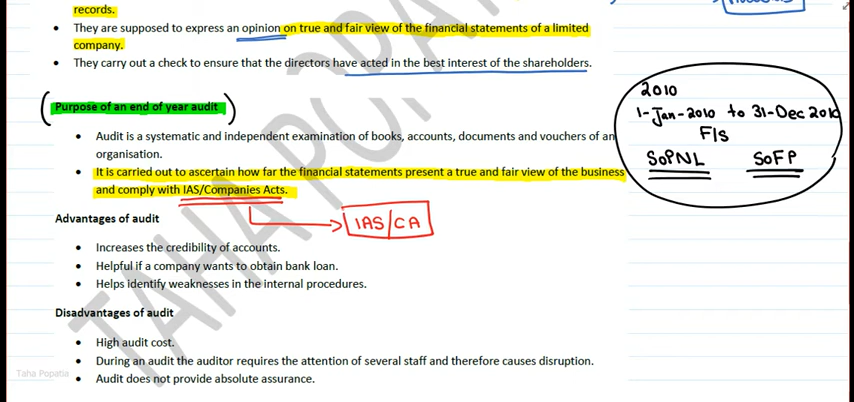 records.
They are supposed to express an opinion on true and fair view of the financial statements of a limited
company.
They carry out a check to ensure that the directors have acted in the best interest of the shareholders.
2010
1-Jan-2010 to 31-Dec 2010
F/S
SoPNL SoFP
Purpose of an end of year audit
Audit is a systematic and independent examination of books, accounts, documents and vouchers of an
organisation.
It is carried out to ascertain how far the financial statements present a true and fair view of the business
and comply with IAS/Companies Acts.
IAS/CA
Advantages of audit
Increases the credibility of accounts.
Helpful if a company wants to obtain bank loan.
Helps identify weaknesses in the internal procedures.
Disadvantages of audit
High audit cost.
During an audit the auditor requires the attention of several staff and therefore causes disruption.
Audit does not provide absolute assurance.
Taha Popatia
TAHA POPAT